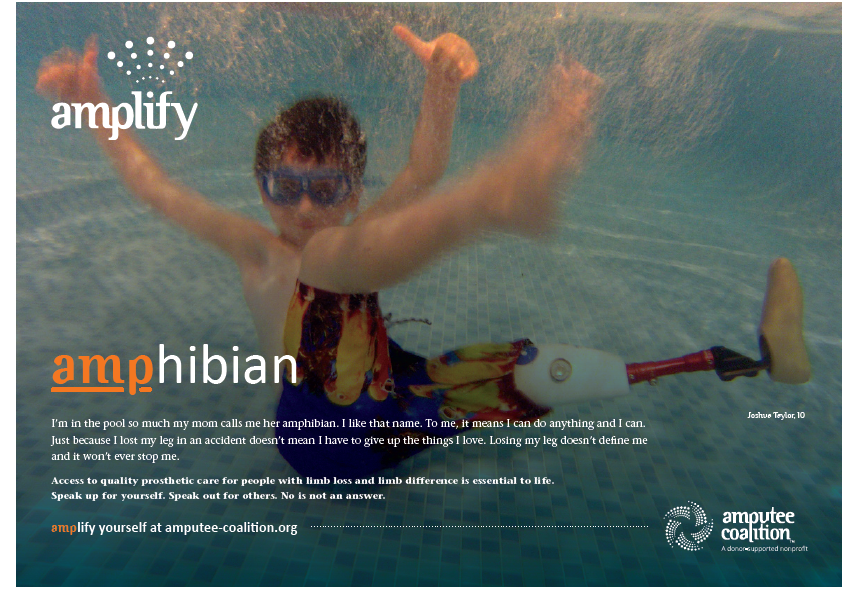 amplify
amphibian
I'm in the pool so much my mom calls me her amphibian. I like that name. To me, it means I can do anything and I can.
Just because I lost my leg in an accident doesn't mean I have to give up the things I love. Losing my leg doesn't define me
and it won't ever stop me.
Joshua Taylor, 10
Access to quality prosthetic care for people with limb loss and limb difference is essential to life.
Speak up for yourself. Speak out for others. No is not an answer.
amplify yourself at amputee-coalition.org
amputee
coalition™
A donor-supported nonprofit